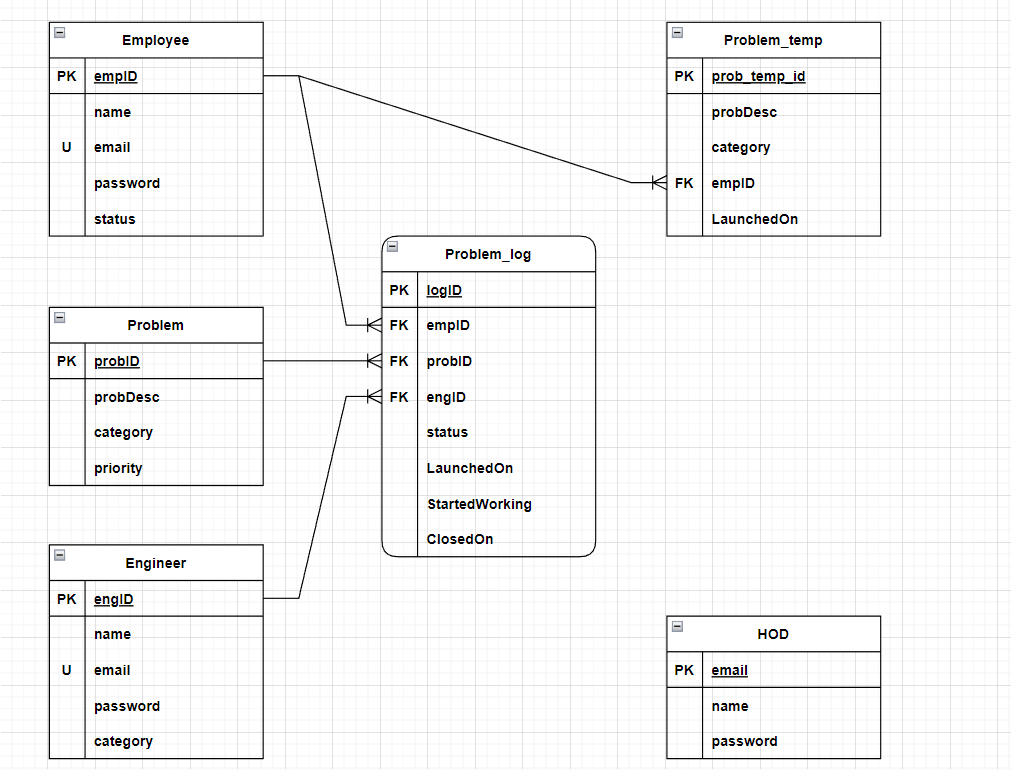 Employee
PK empID
name
U email
password
status
Problem_temp
PK prob_temp_id
probDesc
category
FK empID
LaunchedOn
Problem_log
PK logID
FK empID
FK probID
FK engID
status
LaunchedOn
StartedWorking
ClosedOn
Problem
PK probID
probDesc
category
priority
Engineer
PK engID
name
U email
password
category
HOD
PK email
name
password